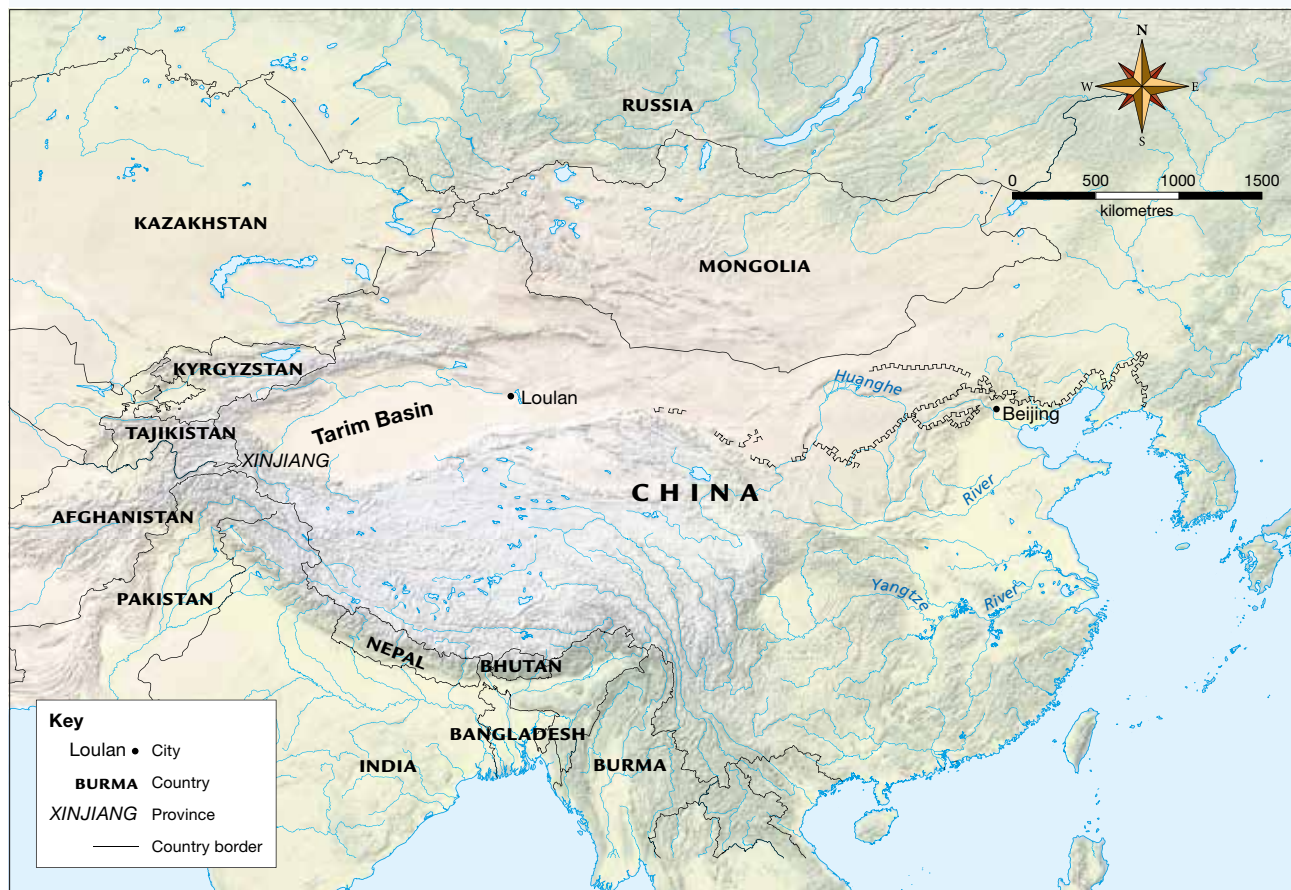 N
W
E
S
RUSSIA
0 500 1000 1500
kilometres
KAZAKHSTAN
MONGOLIA
KYRGYZSTAN
Huanghe
Loulan
Beijing
Tarim Basin
TAJIKISTAN
XINJIANG
CHINA
River
AFGHANISTAN
Yangtze
River
PAKISTAN
NEPAL
BHUTAN
BANGLADESH
INDIA
BURMA
Key
Loulan City
BURMA Country
XINJIANG Province
Country border